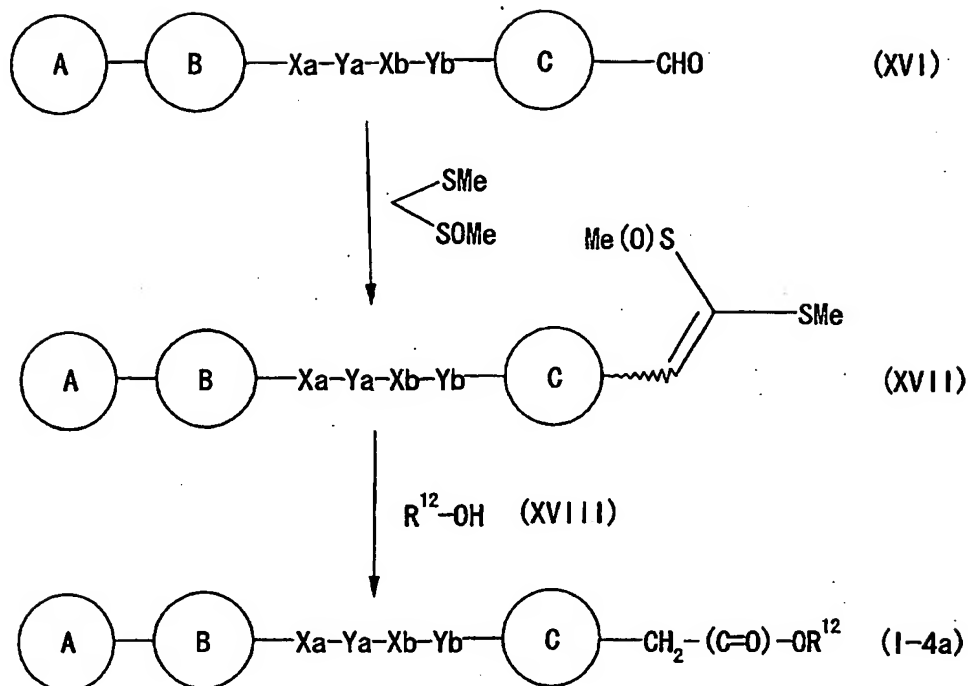 A B -Xa-Ya-Xb-Yb- C -CHO (XVI)
SMe
SOMe
Me(O)S
SMe
A B -Xa-Ya-Xb-Yb- C (XVII)
R¹²-OH (XVIII)
A B -Xa-Ya-Xb-Yb- C -CH₂-(C=O)-OR¹² (I-4a)